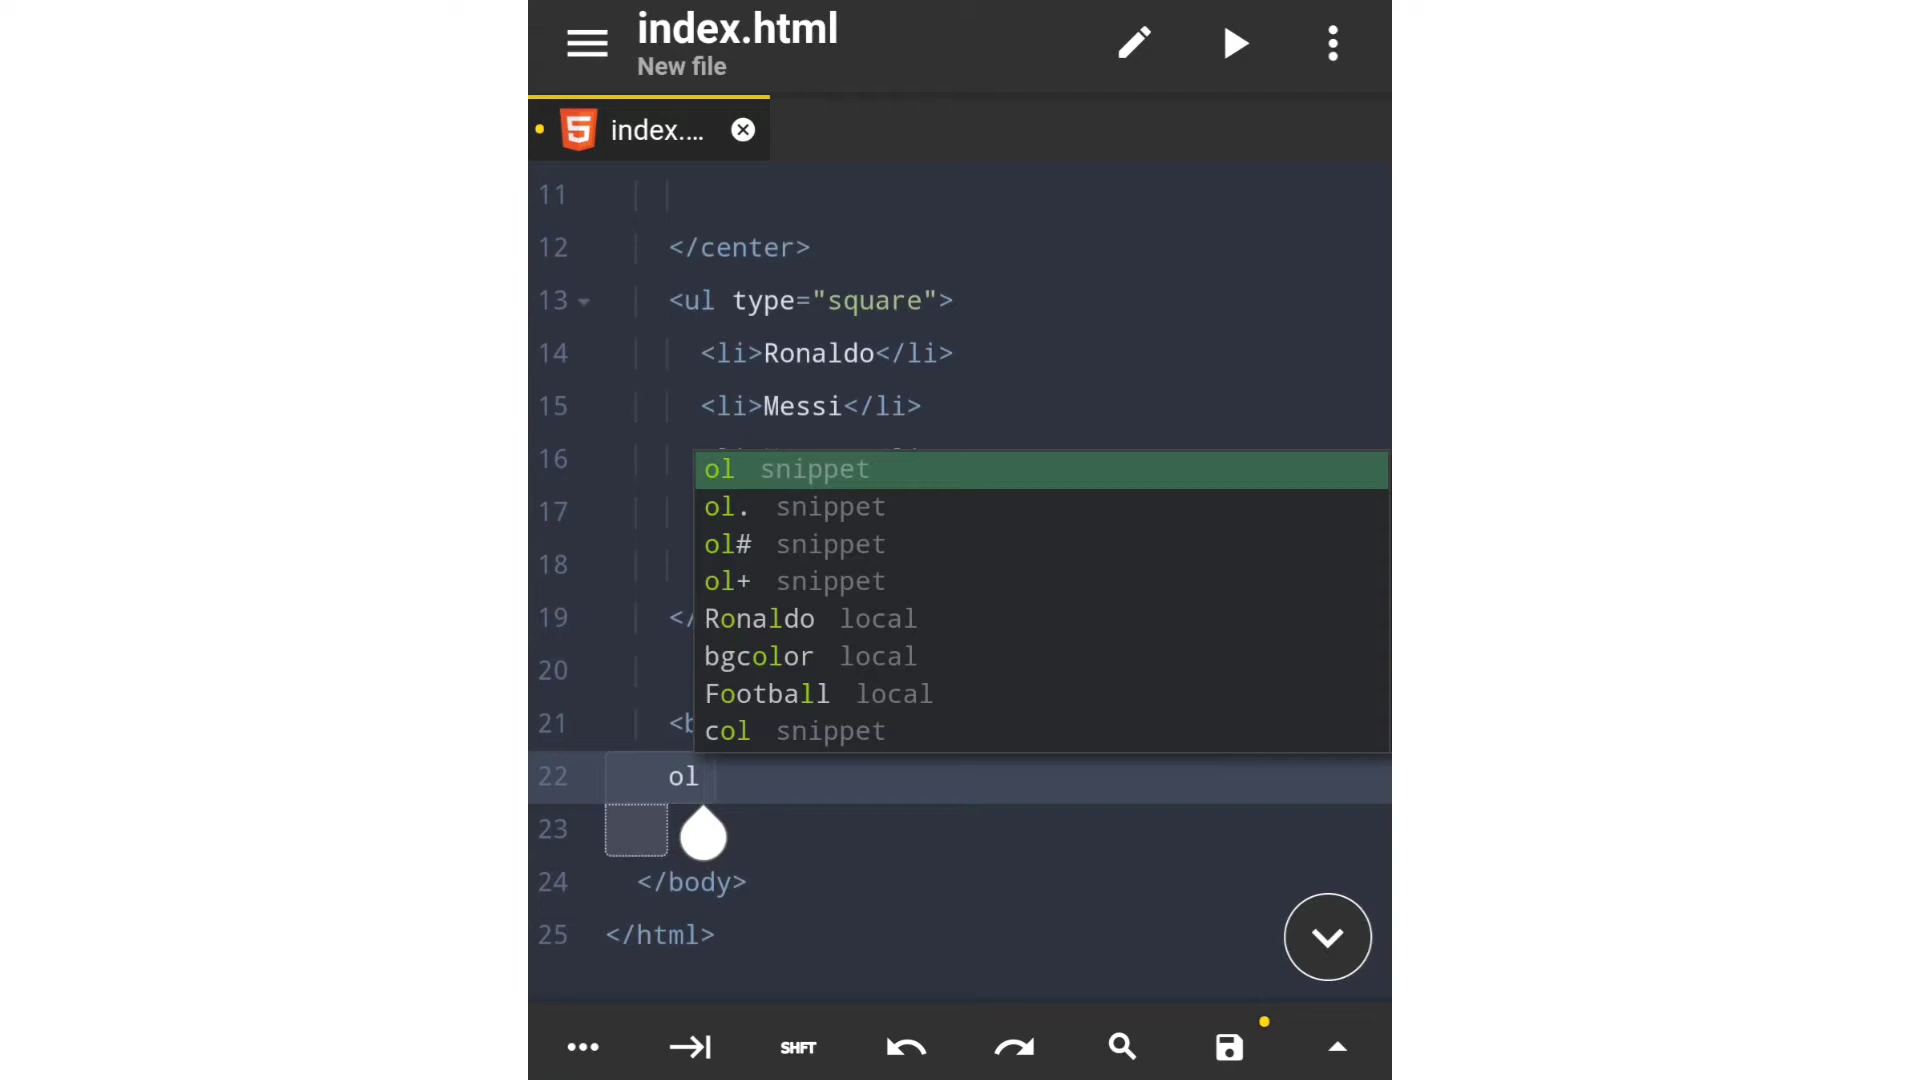 index.html
New file
index....
11
12 </center>
13 <ul type="square">
14 <li>Ronaldo</li>
15 <li>Messi</li>
16
ol snippet
ol. snippet
17
ol# snippet
18
ol+ snippet
19 </
Ronaldo local
20
bgcolor local
Football local
21 <b
col snippet
22 ol
23
24 </body>
25 </html>
SHFT